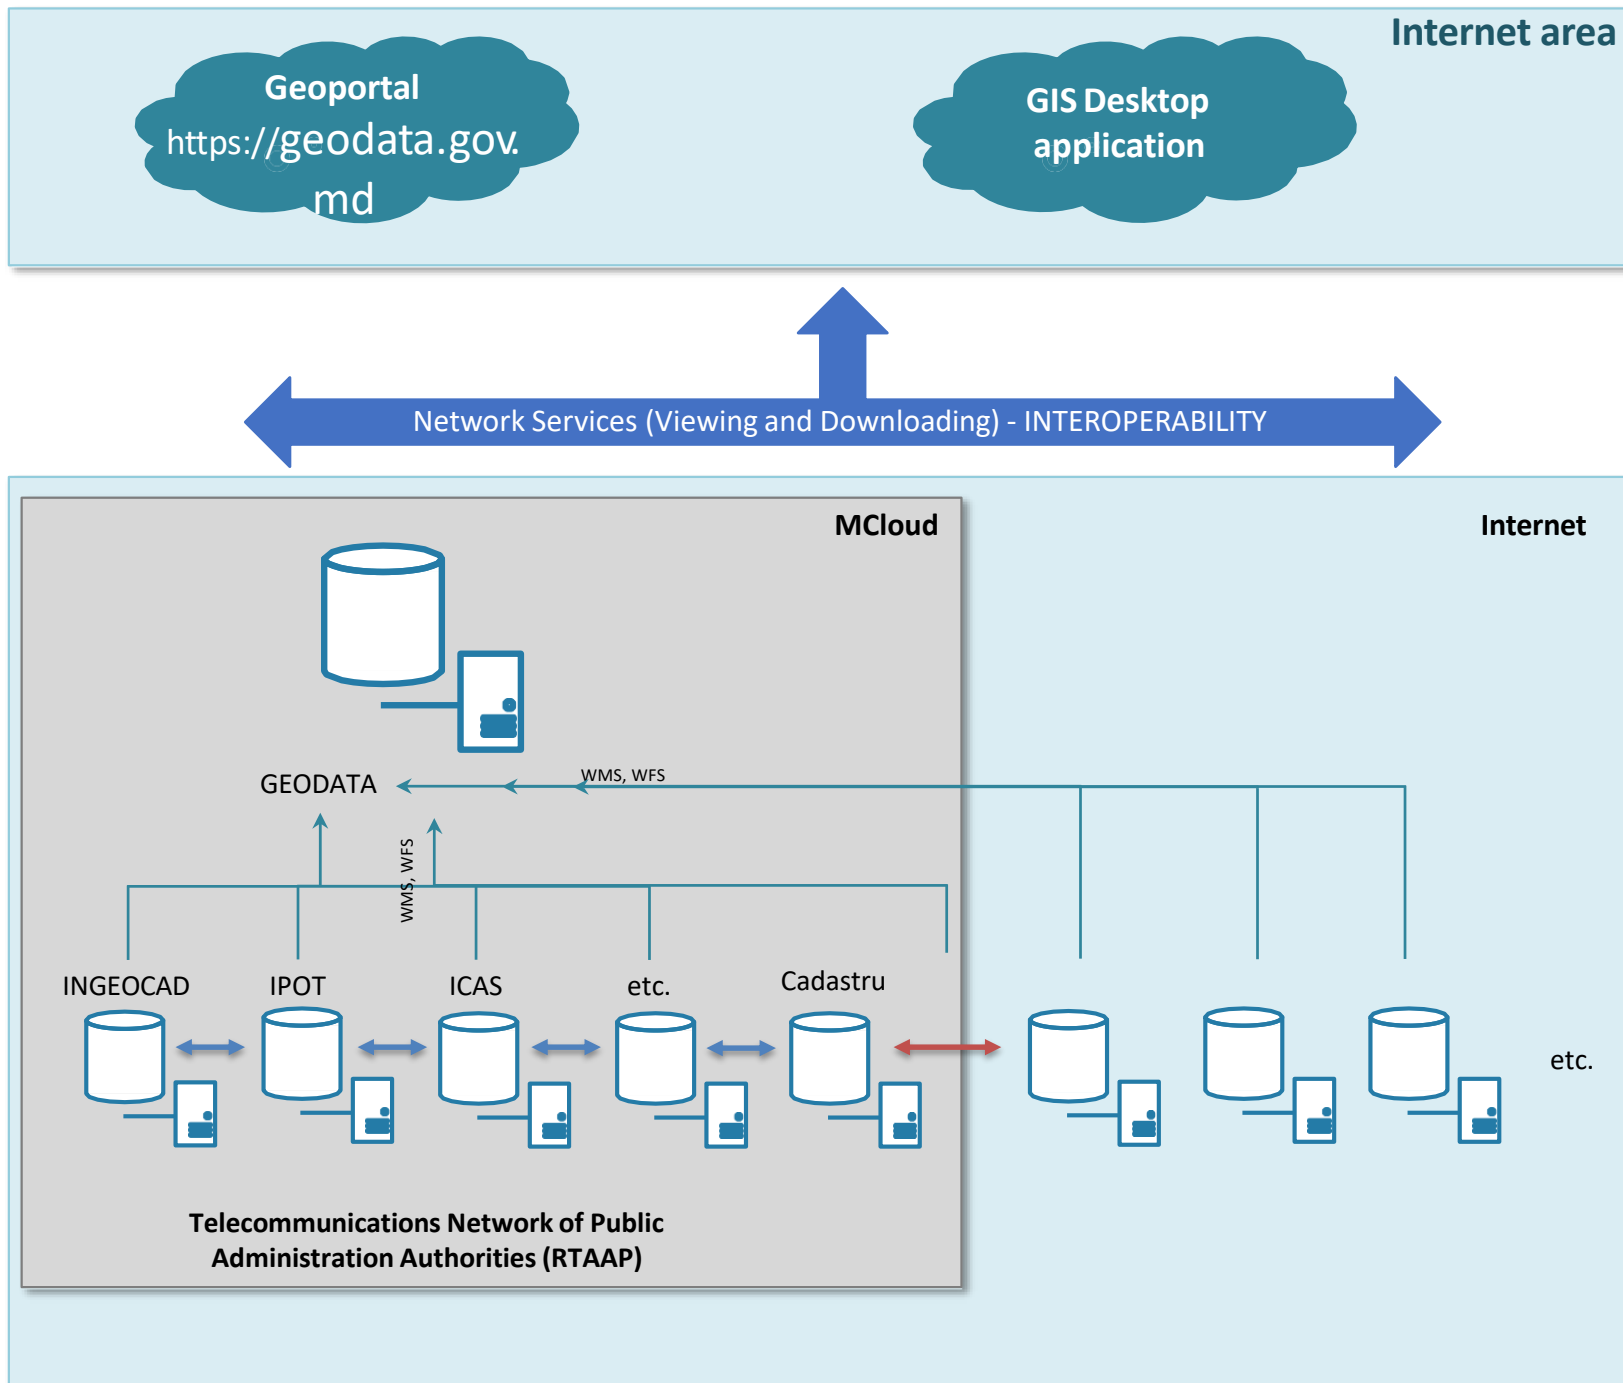 Internet area
Geoportal
https://geodata.gov.
md
GIS Desktop
application
Network Services (Viewing and Downloading) - INTEROPERABILITY
MCloud
Internet
GEODATA
WMS, WFS
WMS, WFS
INGEOCAD
IPOT
ICAS
etc.
Cadastru
etc.
Telecommunications Network of Public
Administration Authorities (RTAAP)